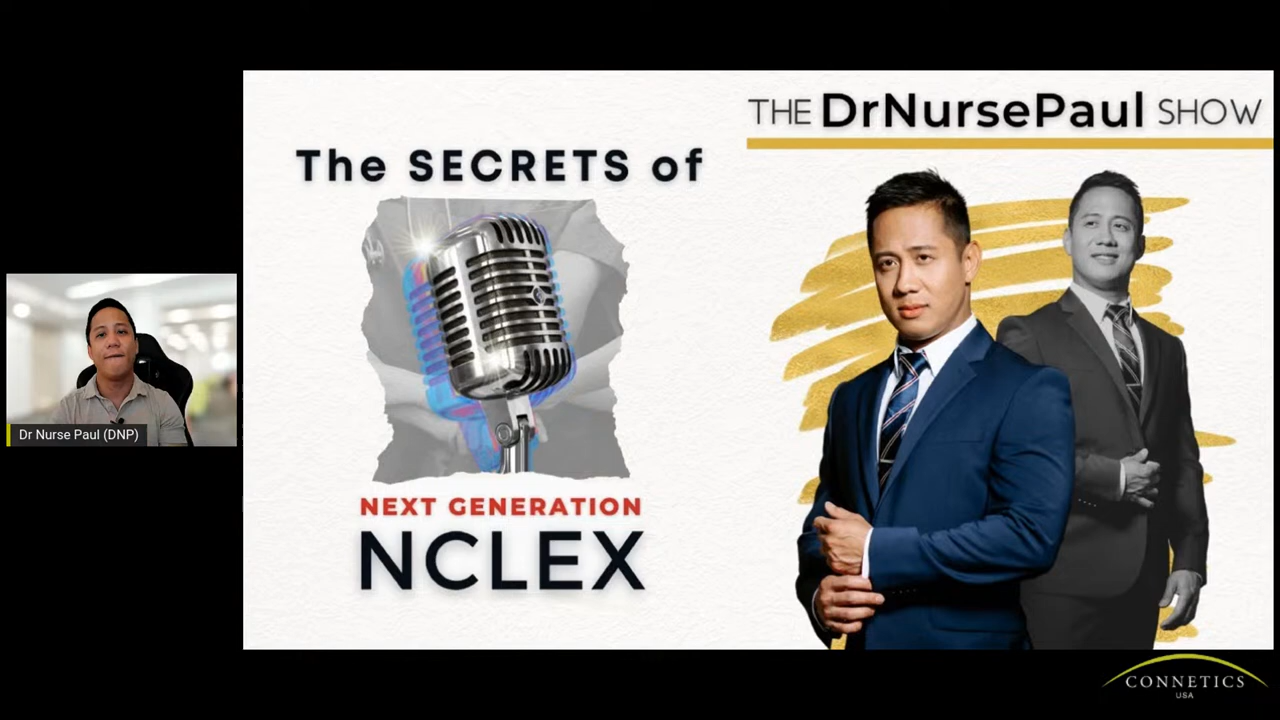 THE DrNursePaul SHOW
The SECRETS of
NEXT GENERATION
NCLEX
Dr Nurse Paul (DNP)
CONNETICS
USA